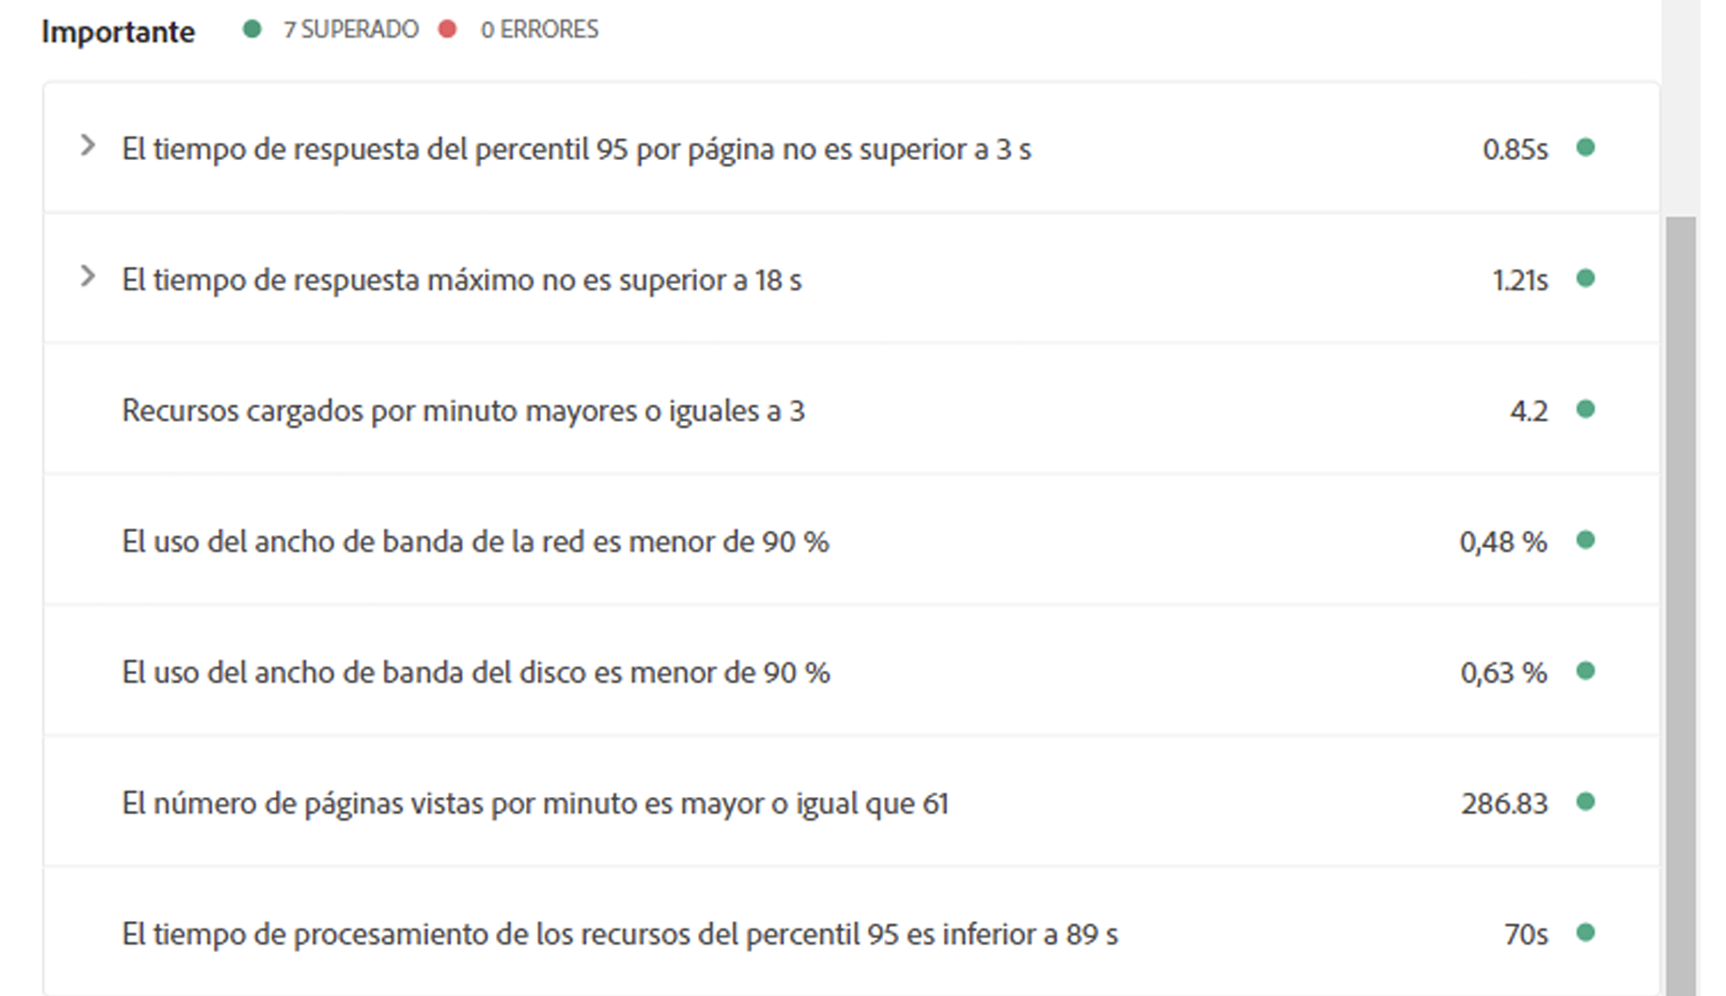 Importante 7 SUPERADO 0 ERRORES
El tiempo de respuesta del percentil 95 por página no es superior a 3 s 0.85s
El tiempo de respuesta máximo no es superior a 18 s 1.21s
Recursos cargados por minuto mayores o iguales a 3 4.2
El uso del ancho de banda de la red es menor de 90 % 0,48 %
El uso del ancho de banda del disco es menor de 90 % 0,63 %
El número de páginas vistas por minuto es mayor o igual que 61 286.83
El tiempo de procesamiento de los recursos del percentil 95 es inferior a 89 s 70s